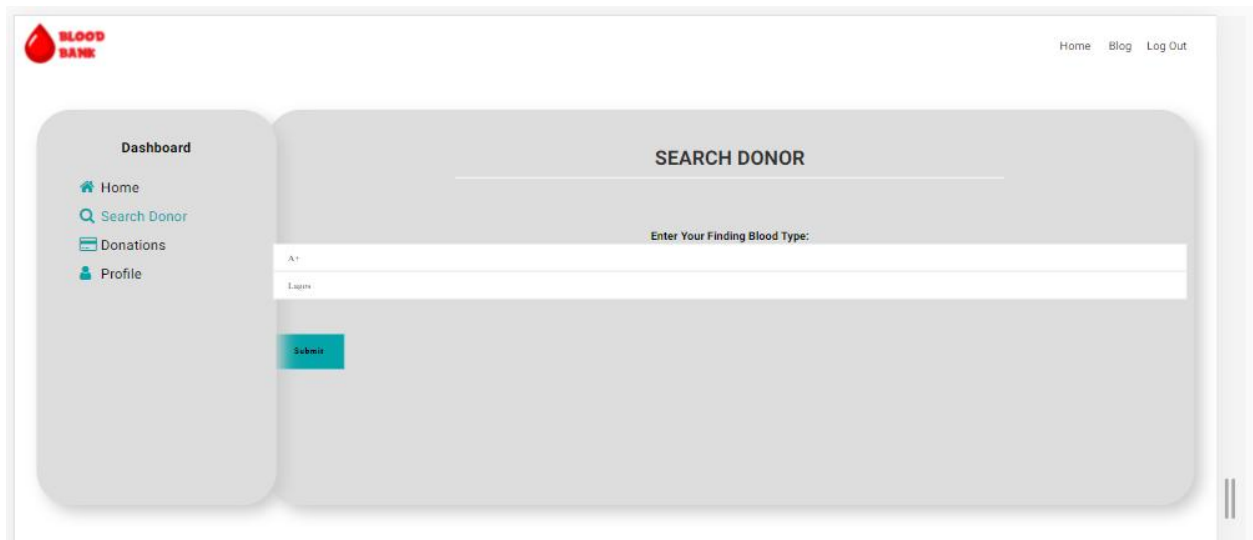 BLOOD
BANK
Home Blog Log Out
Dashboard
Home
Search Donor
Donations
Profile
SEARCH DONOR
Enter Your Finding Blood Type:
A+
Lagos
Submit